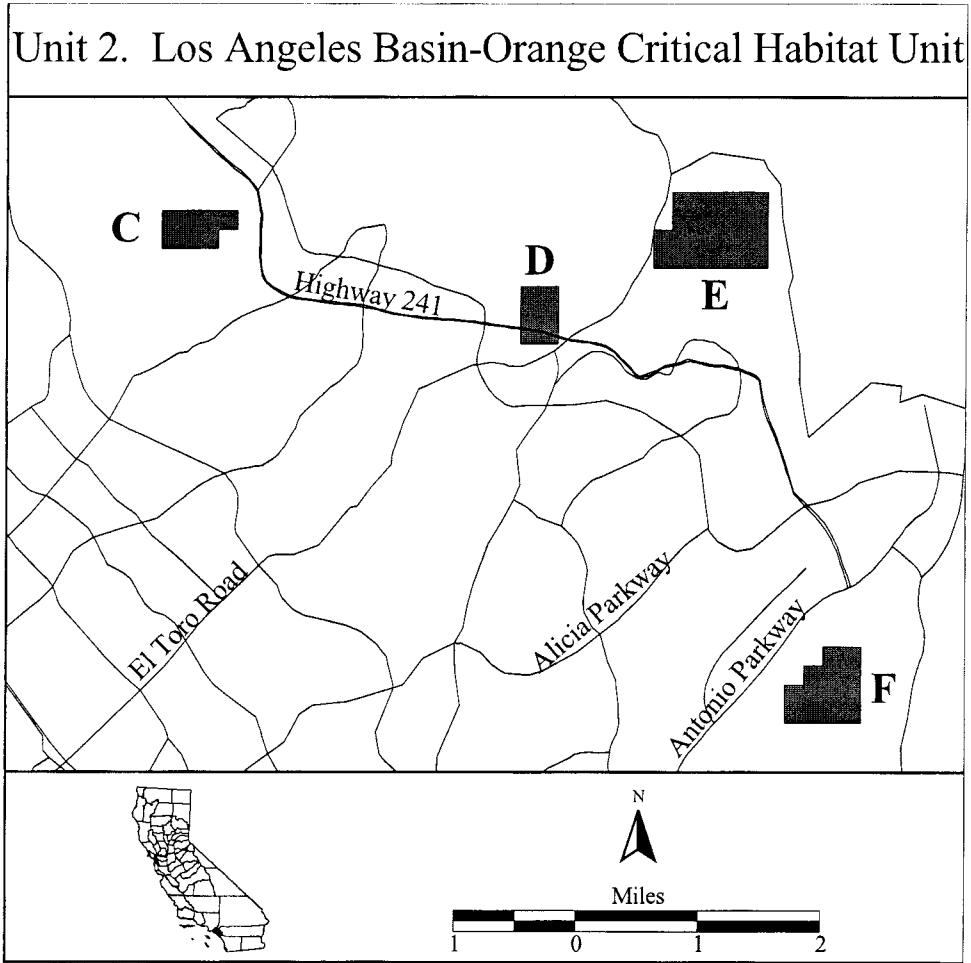 Unit 2. Los Angeles Basin-Orange Critical Habitat Unit
C
D
E
Highway 241
El Toro Road
Alicia Parkway
Antonio Parkway
F
N
Miles
1 0 1 2